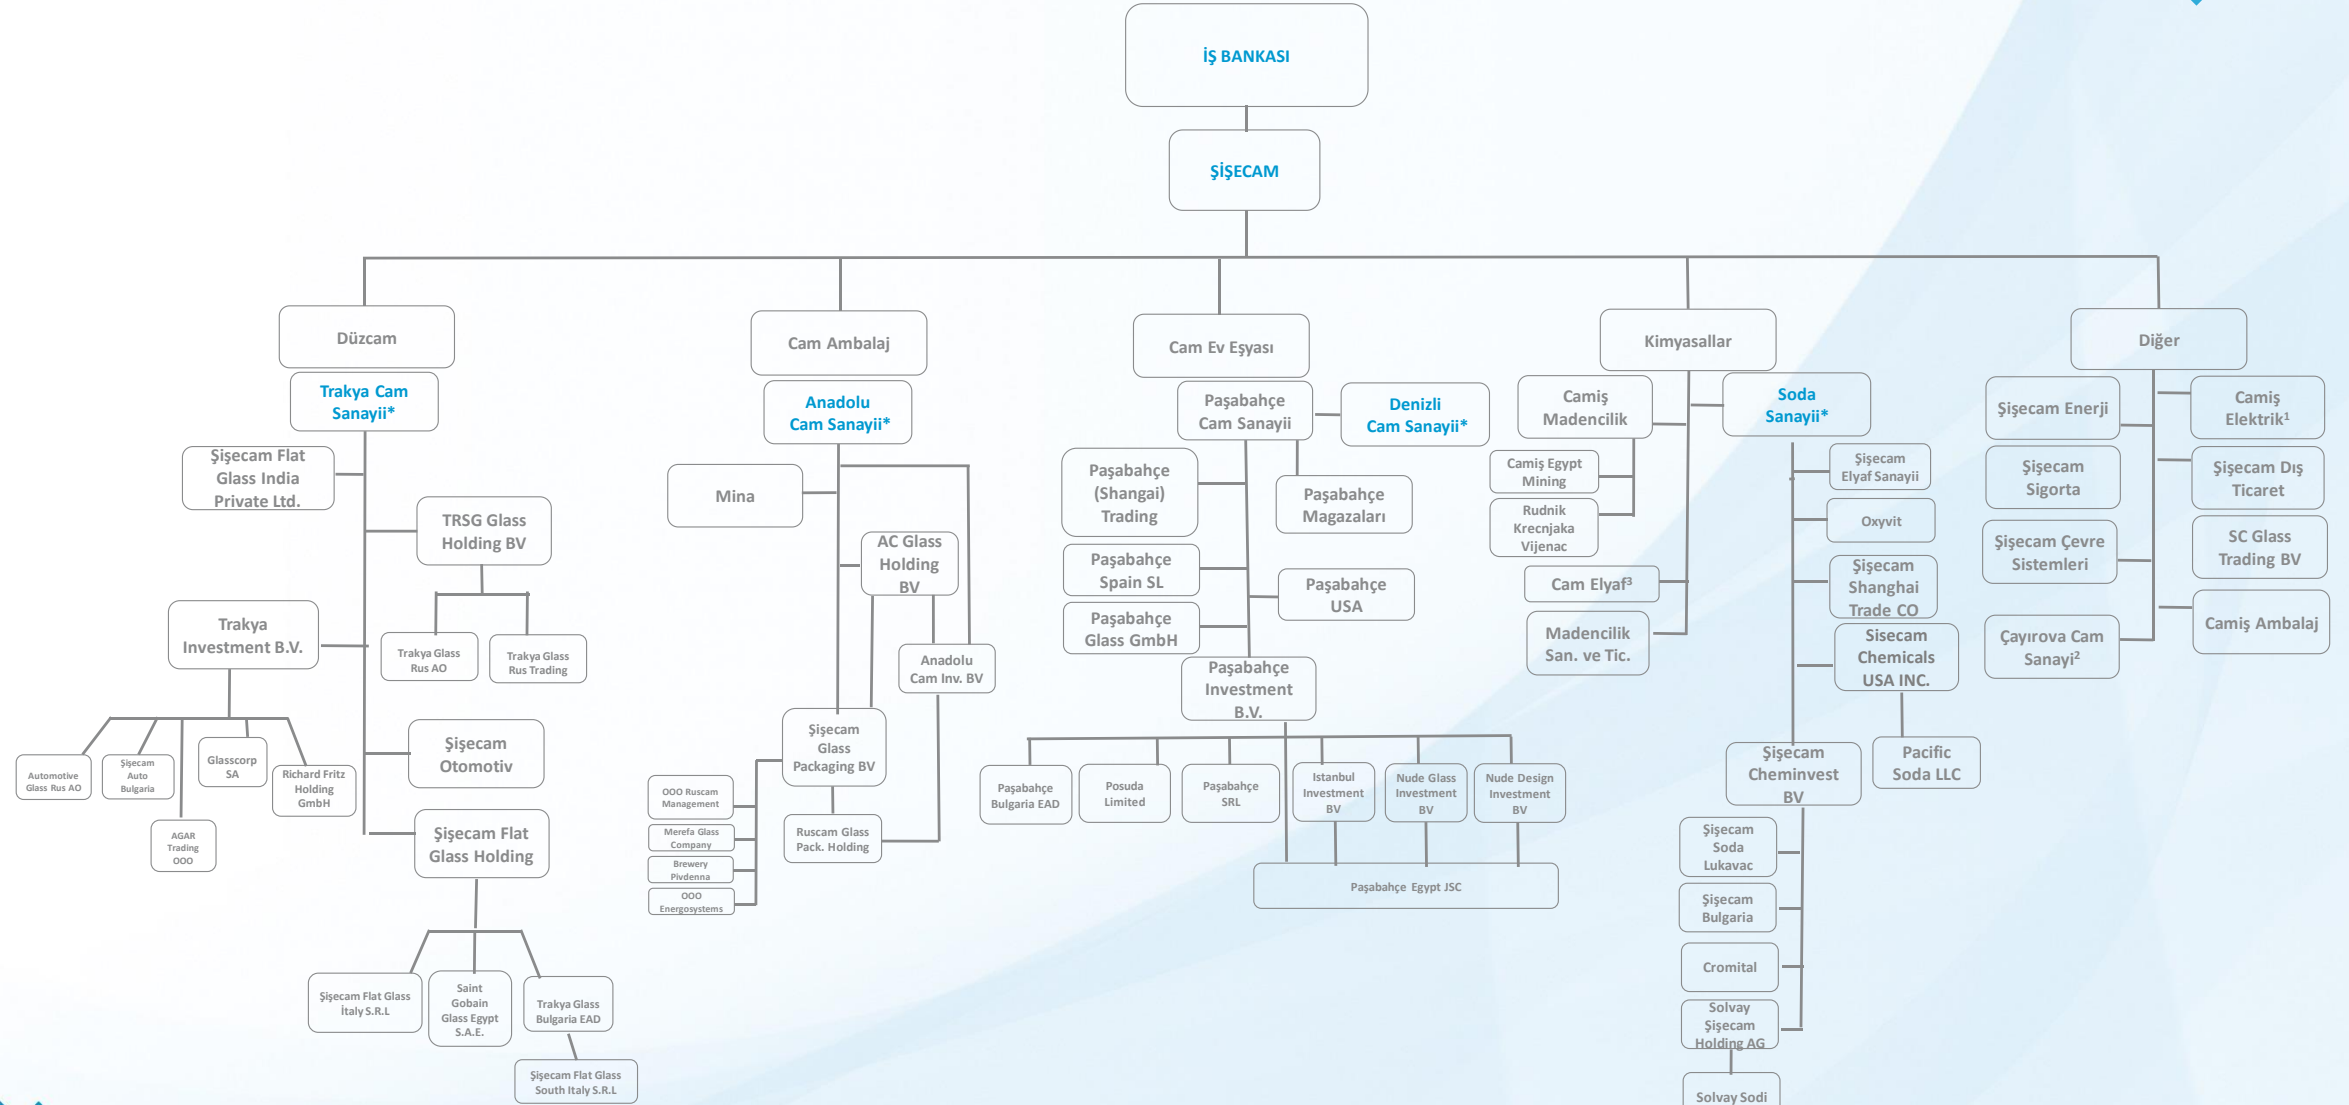 İŞ BANKASI
ŞİŞECAM
Düzcam
Trakya Cam
Sanayii*
Şişecam Flat
Glass India
Private Ltd.
TRSG Glass
Holding BV
Trakya Glass
Rus AO
Trakya Glass
Rus Trading
Trakya
Investment B.V.
Automotive
Glass Rus AO
Şişecam
Auto
Bulgaria
AGAR
Trading
OOO
Glasscorp
SA
Richard Fritz
Holding
GmbH
Şişecam
Otomotiv
Şişecam Flat
Glass Holding
Şişecam Flat Glass
İtaly S.R.L
Saint
Gobain
Glass Egypt
S.A.E.
Trakya Glass
Bulgaria EAD
Şişecam Flat Glass
South Italy S.R.L
Cam Ambalaj
Anadolu
Cam Sanayii*
Mina
AC Glass
Holding
BV
Anadolu
Cam Inv. BV
Şişecam
Glass
Packaging BV
OOO Ruscam
Management
Merefa Glass
Company
Brewery
Pivdenna
OOO
Energosystems
Ruscam Glass
Pack. Holding
Cam Ev Eşyası
Paşabahçe
Cam Sanayii
Denizli
Cam Sanayii*
Paşabahçe
(Shangai)
Trading
Paşabahçe
Magazaları
Paşabahçe
Spain SL
Paşabahçe
USA
Paşabahçe
Glass GmbH
Paşabahçe
Investment
B.V.
Paşabahçe
Bulgaria EAD
Posuda
Limited
Paşabahçe
SRL
Istanbul
Investment
BV
Nude Glass
Investment
BV
Nude Design
Investment
BV
Paşabahçe Egypt JSC
Kimyasallar
Camiş
Madencilik
Camiş Egypt
Mining
Rudnik
Krecnjaka
Vijenac
Cam Elyaf³
Madencilik
San. ve Tic.
Soda
Sanayii*
Şişecam
Elyaf Sanayii
Oxyvit
Şişecam
Shanghai
Trade CO
Sisecam
Chemicals
USA INC.
Pacific
Soda LLC
Şişecam
Cheminvest
BV
Şişecam
Soda
Lukavac
Şişecam
Bulgaria
Cromital
Solvay
Şişecam
Holding AG
Solvay Sodi
Diğer
Şişecam Enerji
Camiş
Elektrik¹
Şişecam
Sigorta
Şişecam Dış
Ticaret
Şişecam Çevre
Sistemleri
SC Glass
Trading BV
Çayırova Cam
Sanayi²
Camiş Ambalaj